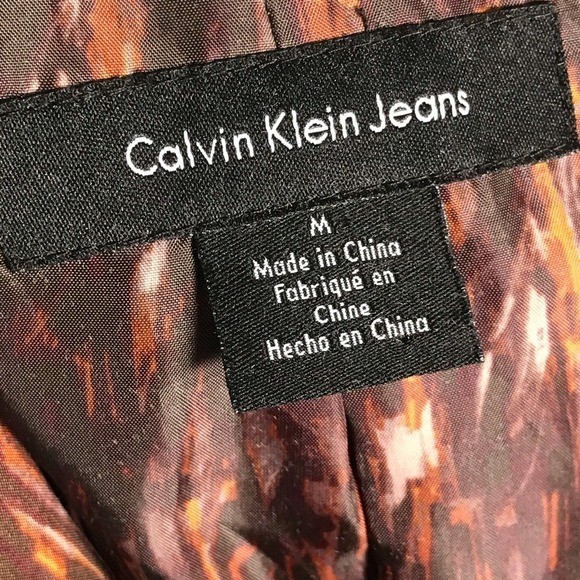 Calvin Klein Jeans
M
Made in China
Fabriqué en
Chine
Hecho en China